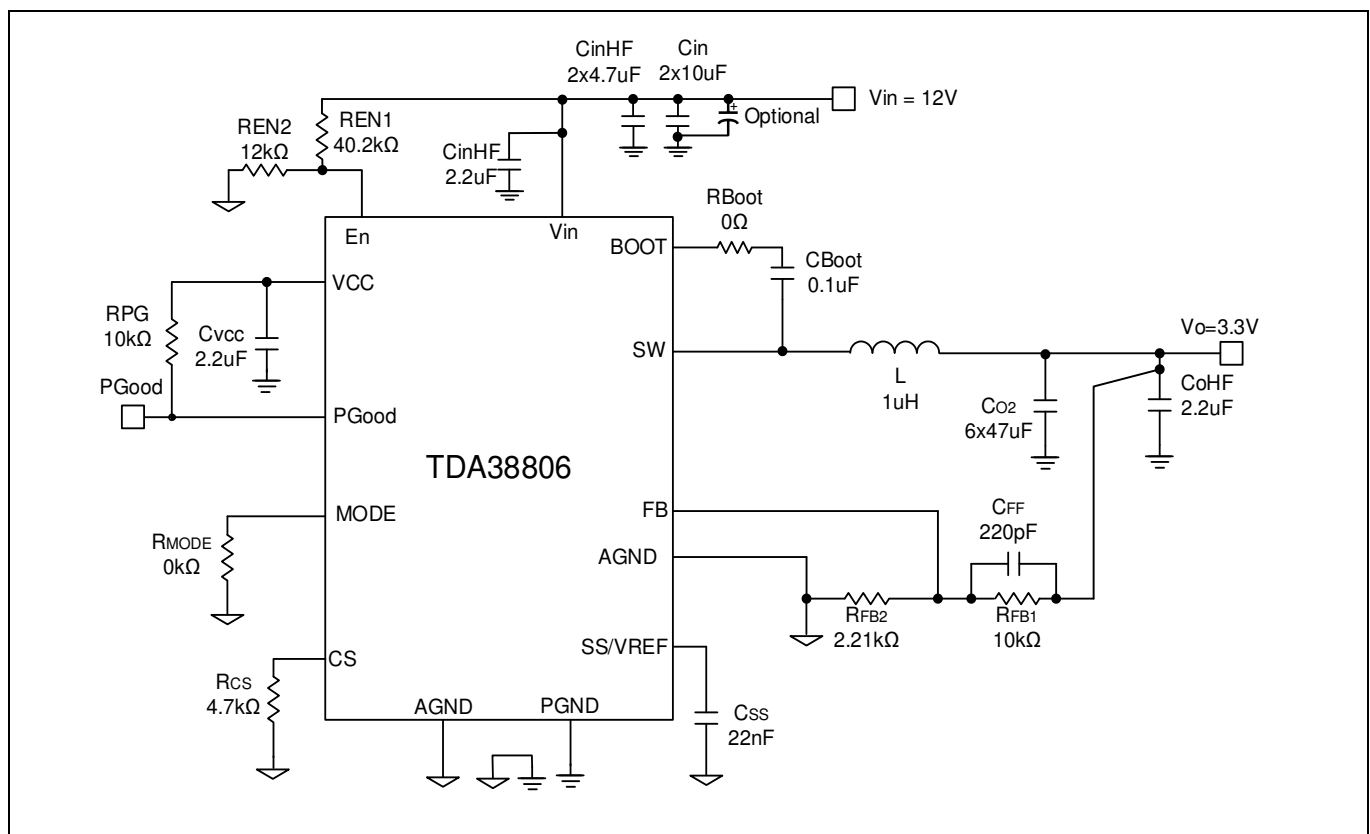 CinHF
2x4.7uF
Cin
2x10uF
Vin = 12V
+
Optional
REN2
12kΩ
REN1
40.2kΩ
CinHF
2.2uF
RBoot
0Ω
En
Vin
BOOT
CBoot
0.1uF
VCC
RPG
10kΩ
Cvcc
2.2uF
Vo=3.3V
SW
L
1uH
CoHF
2.2uF
PGood
PGood
CO2
6x47uF
TDA38806
MODE
FB
CFF
220pF
RMODE
0kΩ
AGND
RFB2
2.21kΩ
RFB1
10kΩ
SS/VREF
CS
RCS
4.7kΩ
AGND
PGND
CSS
22nF